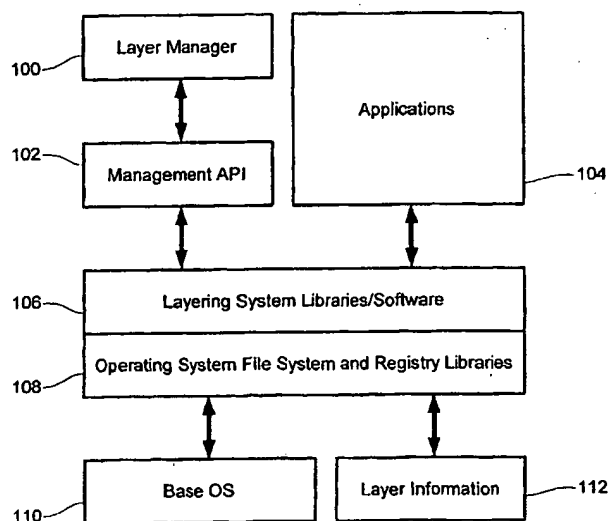 Layer Manager
100
Applications
102
Management API
104
106
Layering System Libraries/Software
Operating System File System and Registry Libraries
108
Base OS
110
Layer Information
112